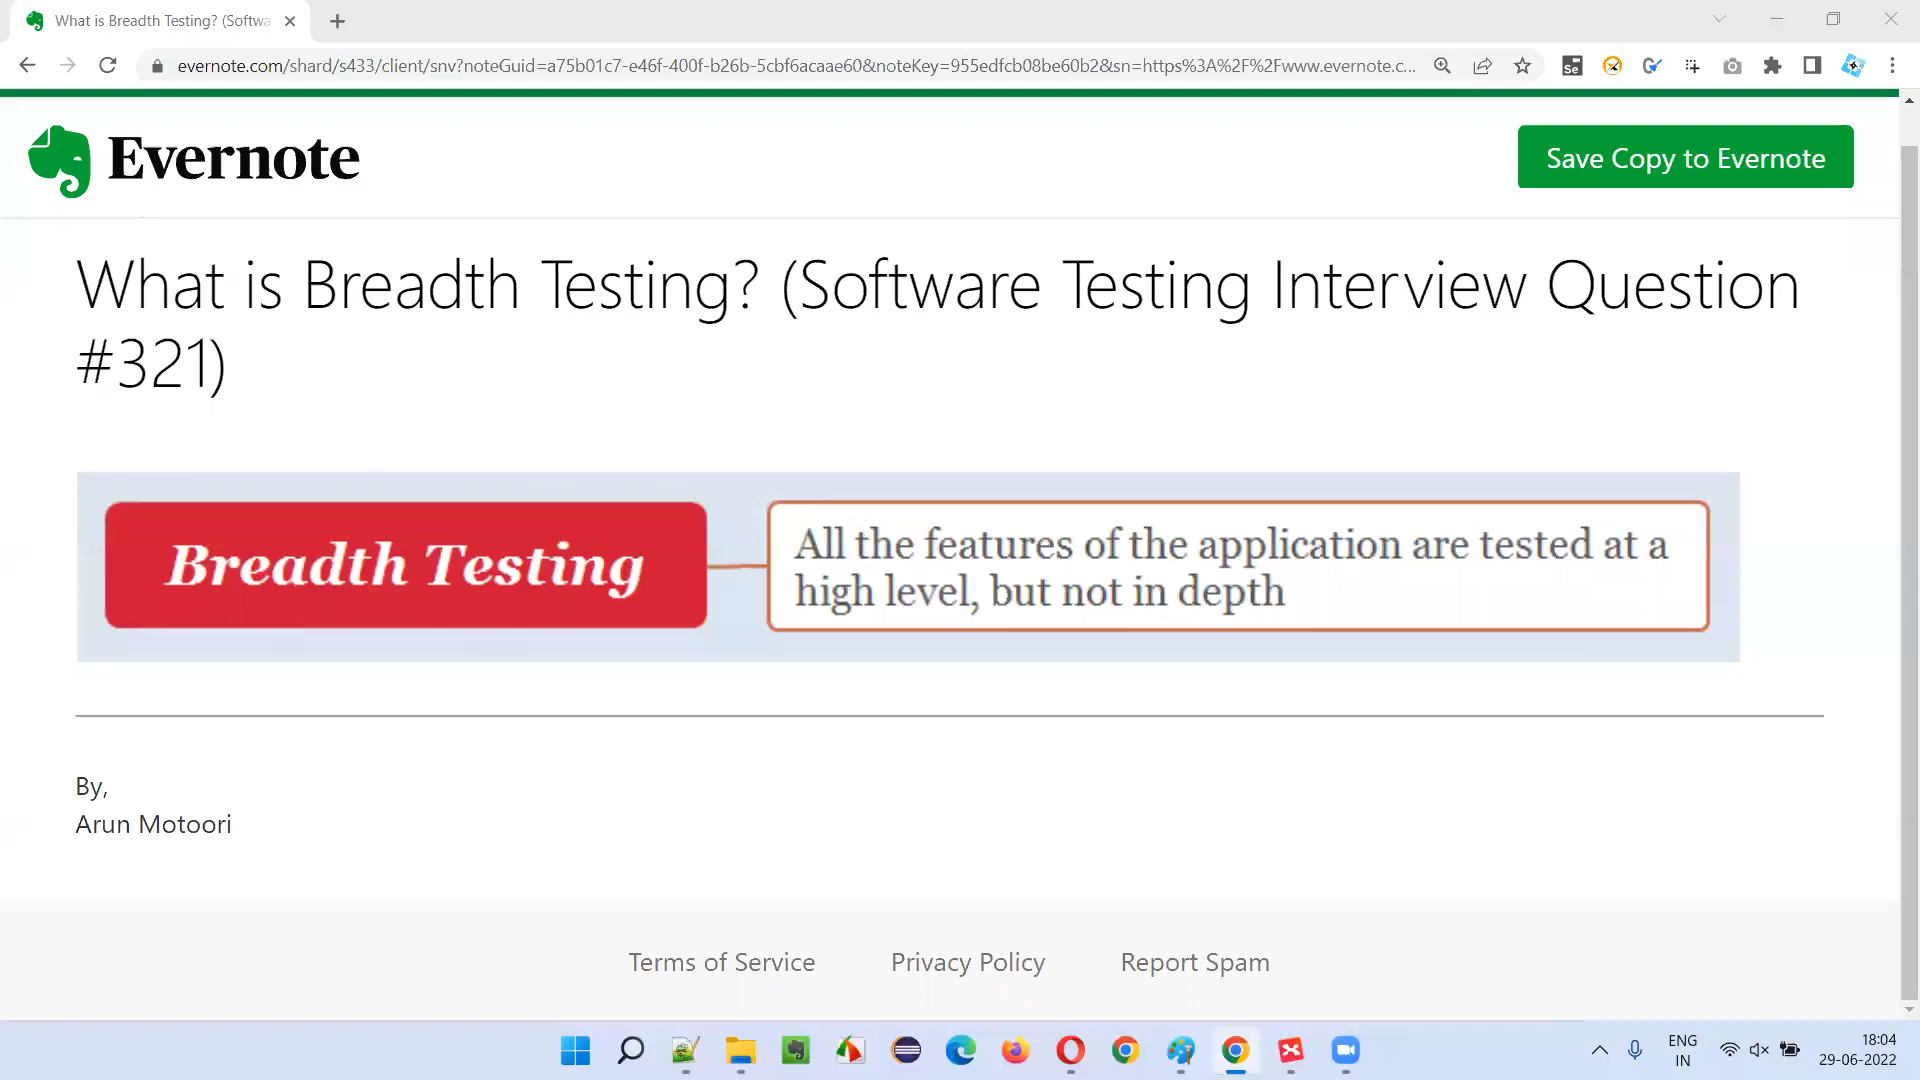 What is Breadth Testing? (Softwa
evernote.com/shard/s433/client/snv?noteGuid=a75b01c7-e46f-400f-b26b-5cbf6acaae60&noteKey=955edfcb08be60b2&sn=https%3A%2F%2Fwww.evernote.c...
Se
Evernote
Save Copy to Evernote
What is Breadth Testing? (Software Testing Interview Question
#321)
Breadth Testing
All the features of the application are tested at a
high level, but not in depth
By,
Arun Motoori
Terms of Service
Privacy Policy
Report Spam
ENG
IN
18:04
29-06-2022